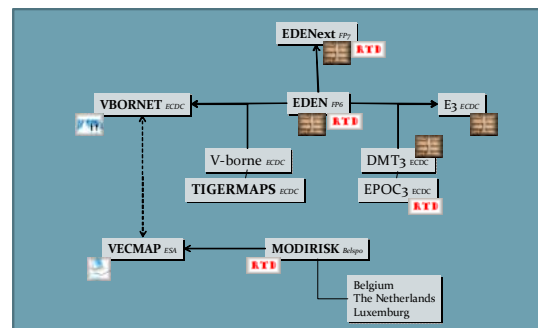 EDENext FP7
RTD
VBORNET ECDC
EDEN FP6
E3 ECDC
RTD
V-borne ECDC
DMT3 ECDC
TIGERMAPS ECDC
EPOC3 ECDC
RTD
VECMAP ESA
MODIRISK Belspo
RTD
Belgium
The Netherlands
Luxemburg